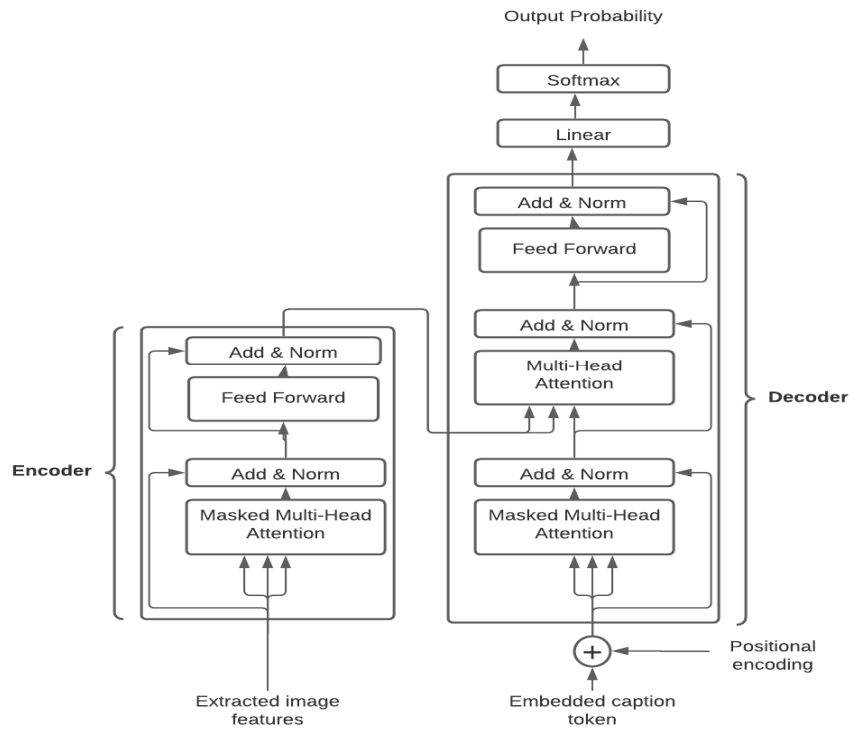 Output Probability
Softmax
Linear
Add & Norm
Feed Forward
Add & Norm
Multi-Head
Attention
Add & Norm
Masked Multi-Head
Attention
Decoder
Positional
encoding
Embedded caption
token
Add & Norm
Feed Forward
Add & Norm
Masked Multi-Head
Attention
Encoder
Extracted image
features
+